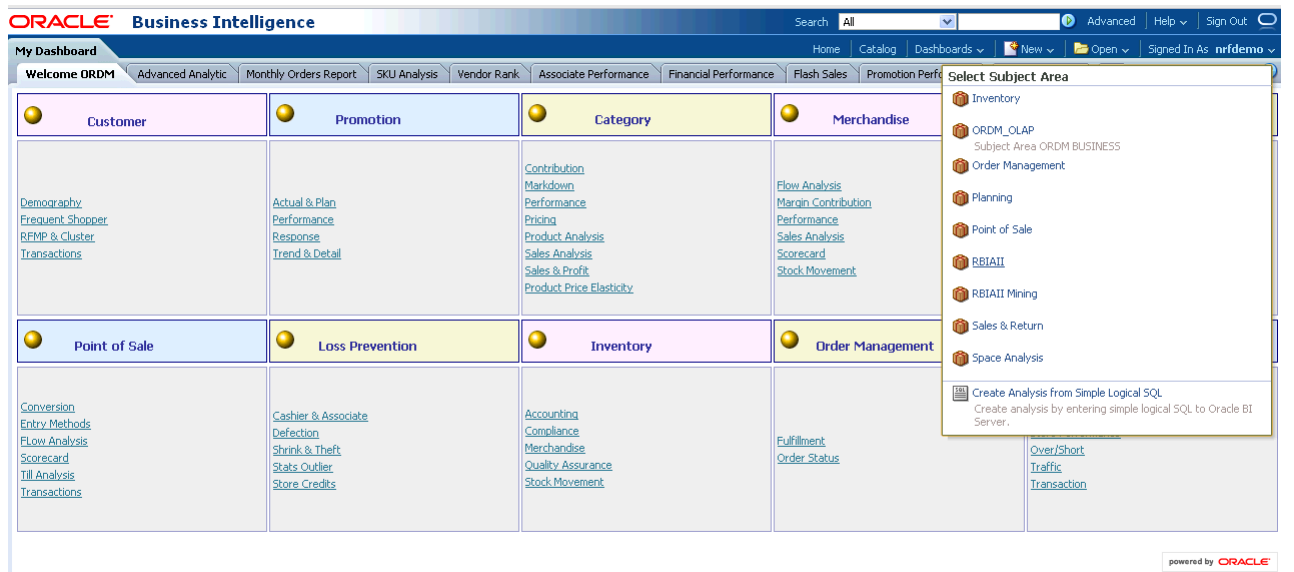 ORACLE Business Intelligence
Search All Advanced Help Sign Out
My Dashboard
Home Catalog Dashboards New Open Signed In As nrfdemo
Welcome ORDM Advanced Analytic Monthly Orders Report SKU Analysis Vendor Rank Associate Performance Financial Performance Flash Sales Promotion Perfo
Select Subject Area
Inventory
ORDM_OLAP
Subject Area ORDM BUSINESS
Order Management
Planning
Point of Sale
RBIAII
RBIAII Mining
Sales & Return
Space Analysis
Create Analysis from Simple Logical SQL
Create analysis by entering simple logical SQL to Oracle BI
Server.
Customer
Demography
Frequent Shopper
RFMP & Cluster
Transactions
Promotion
Actual & Plan
Performance
Response
Trend & Detail
Category
Contribution
Markdown
Performance
Pricing
Product Analysis
Sales Analysis
Sales & Profit
Product Price Elasticity
Merchandise
Flow Analysis
Margin Contribution
Performance
Sales Analysis
Scorecard
Stock Movement
Point of Sale
Conversion
Entry Methods
FLow Analysis
Scorecard
Till Analysis
Transactions
Loss Prevention
Cashier & Associate
Defection
Shrink & Theft
Stats Outlier
Store Credits
Inventory
Accounting
Compliance
Merchandise
Quality Assurance
Stock Movement
Order Management
Fulfillment
Order Status
Over/Short
Traffic
Transaction
powered by ORACLE